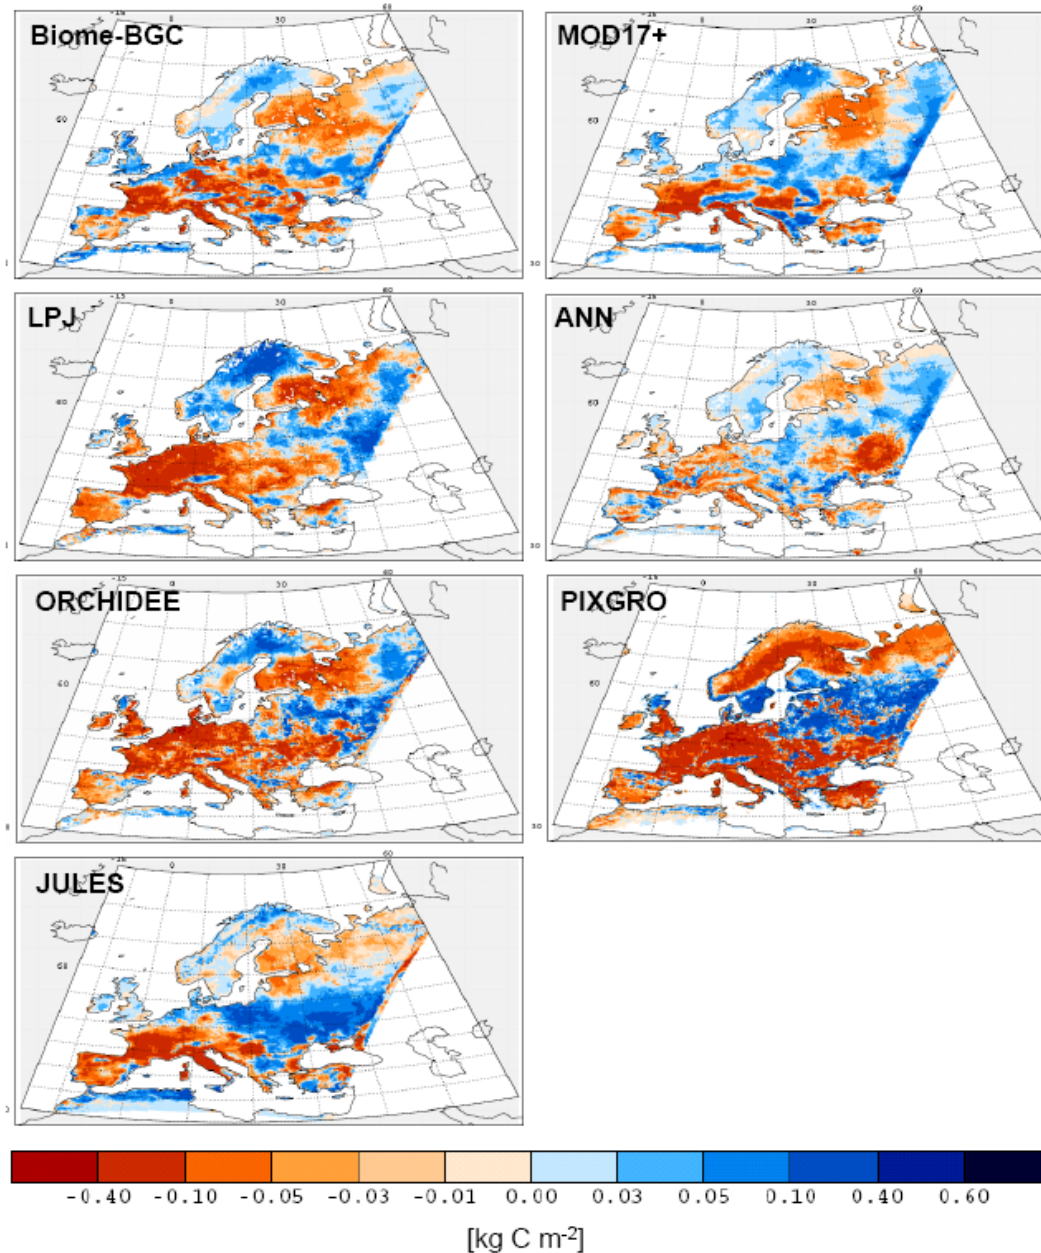 Biome-BGC
MOD17+
LPJ
ANN
ORCHIDEE
PIXGRO
JULES
-0.40 -0.10 -0.05 -0.03 -0.01 0.00 0.03 0.05 0.10 0.40 0.60
[kg C m-2]